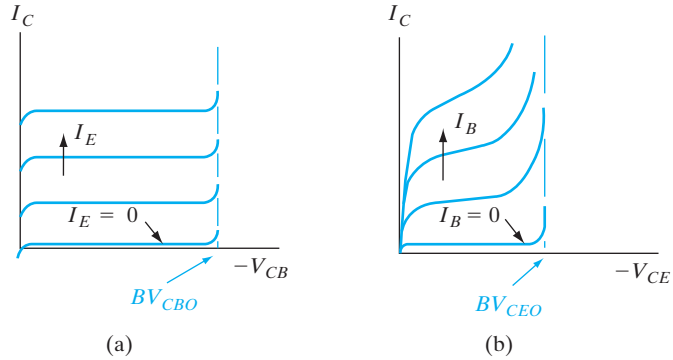 I_C
I_E
I_E = 0
−V_CB
BV_CBO
(a)
I_C
I_B
I_B = 0
−V_CE
BV_CEO
(b)